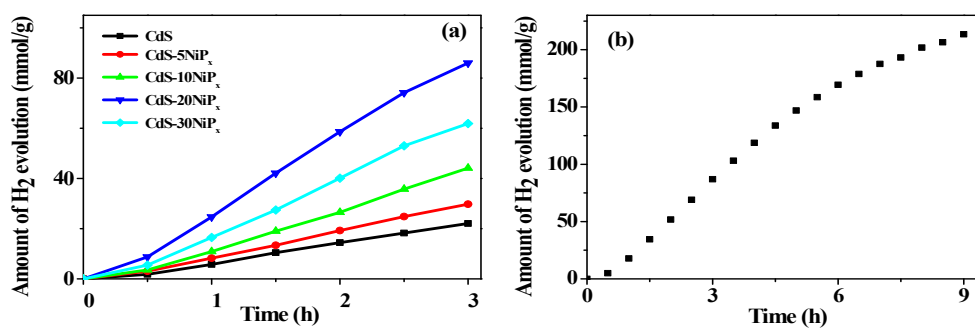 (a)
CdS
CdS-5NiPx
CdS-10NiPx
CdS-20NiPx
CdS-30NiPx
Amount of H2 evolution (mmol/g)
80
40
0
0 1 2 3
Time (h)
(b)
Amount of H2 evolution (mmol/g)
200
150
100
50
0
0 3 6 9
Time (h)